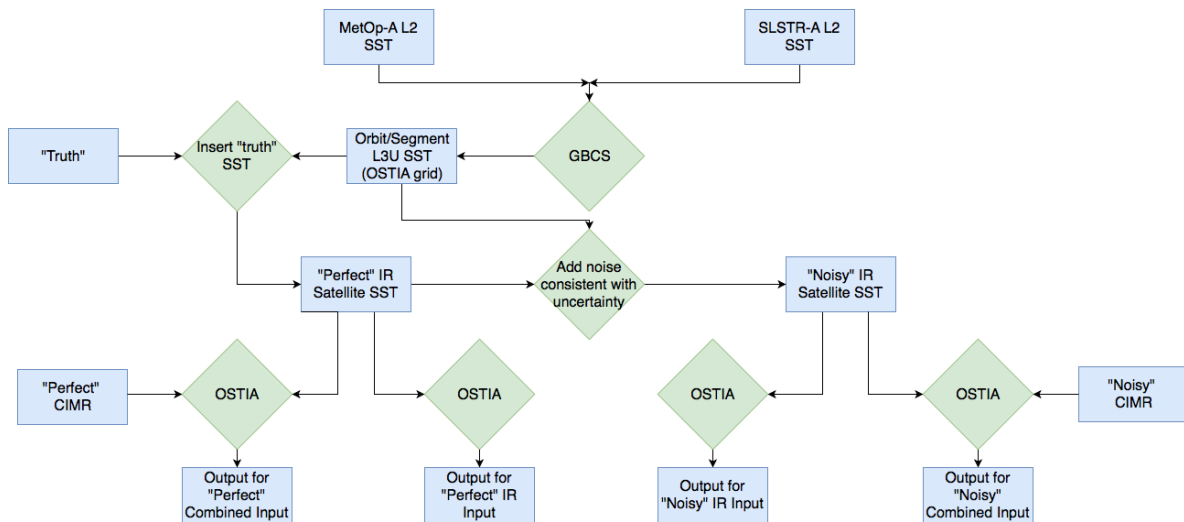 MetOp-A L2
SST
SLSTR-A L2
SST
"Truth"
Insert "truth"
SST
Orbit/Segment
L3U SST
(OSTIA grid)
GBCS
"Perfect" IR
Satellite SST
Add noise
consistent with
uncertainty
"Noisy" IR
Satellite SST
"Perfect"
CIMR
OSTIA
OSTIA
OSTIA
OSTIA
"Noisy"
CIMR
Output for
"Perfect"
Combined Input
Output for
"Perfect" IR
Input
Output for
"Noisy" IR Input
Output for
"Noisy"
Combined Input